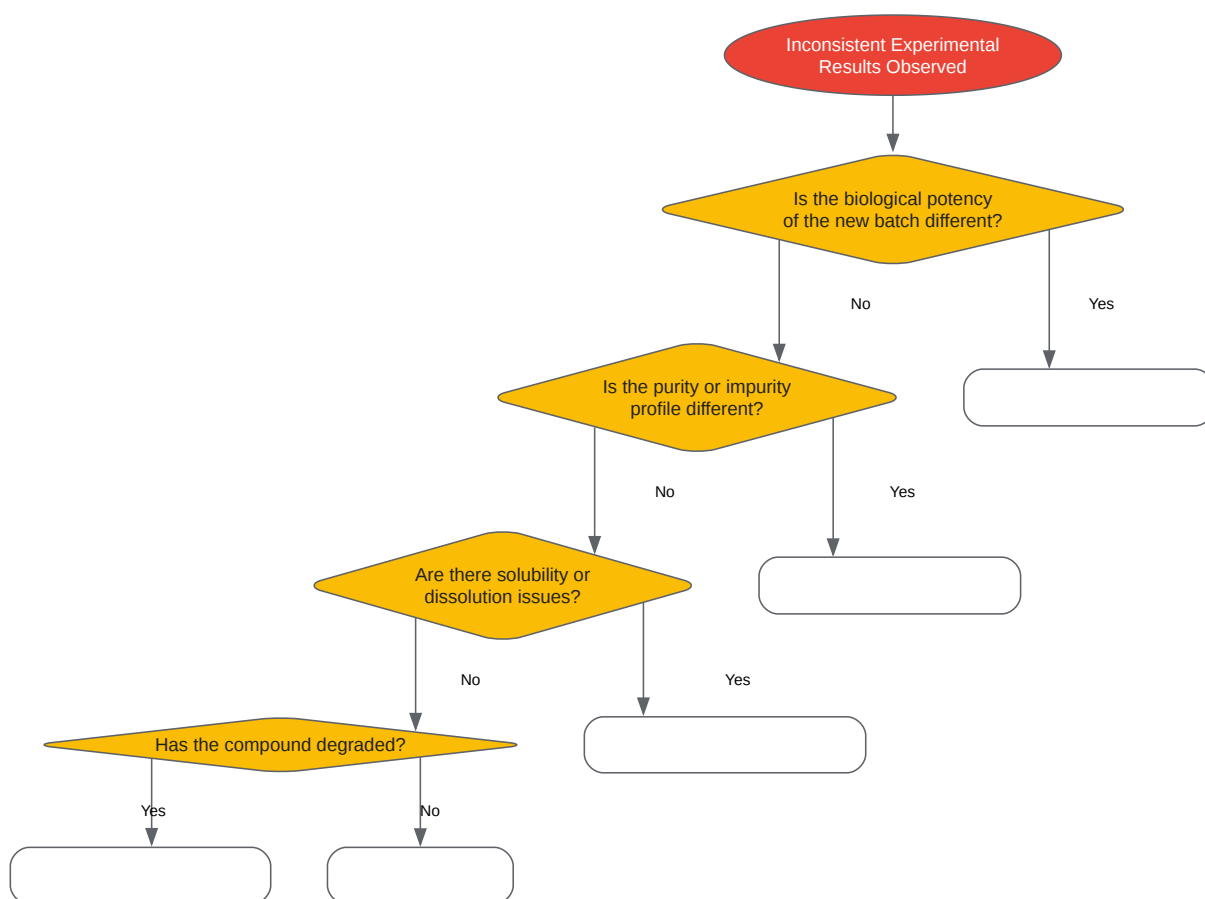 Inconsistent Experimental
Results Observed
Is the biological potency
of the new batch different?
No
Yes
Is the purity or impurity
profile different?
No
Yes
Are there solubility or
dissolution issues?
No
Yes
Has the compound degraded?
Yes
No